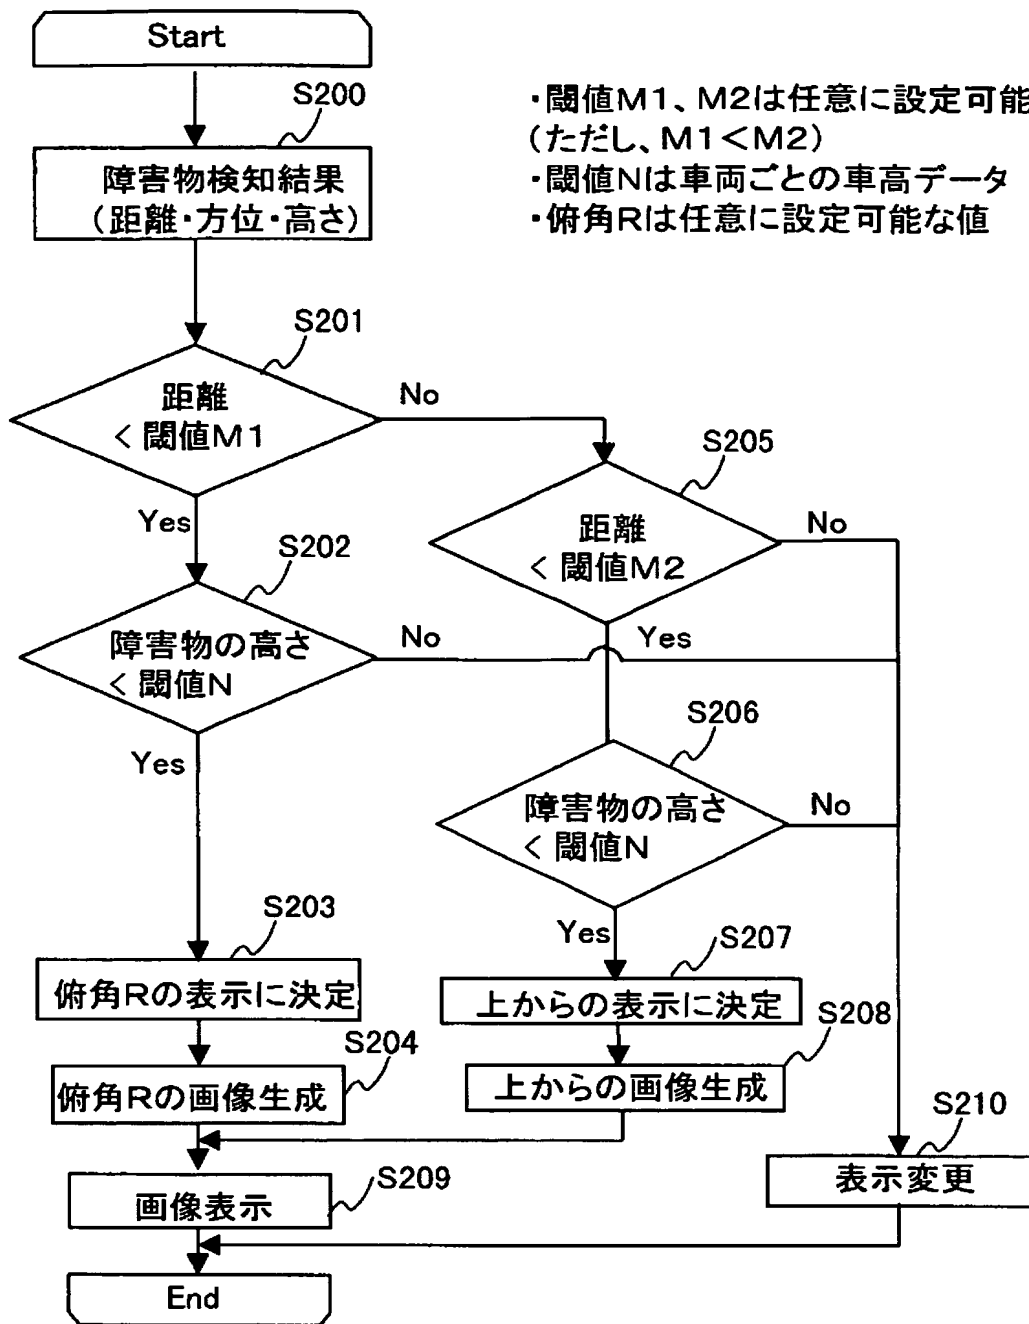 Start
S200
・閾値M1、M2は任意に設定可能
(ただし、M1<M2)
・閾値Nは車両ごとの車高データ
・俯角Rは任意に設定可能な値
障害物検知結果
(距離・方位・高さ)
S201
距離
<閾値M1
No
Yes
S205
距離
<閾値M2
No
Yes
S202
障害物の高さ
<閾値N
No
Yes
S206
障害物の高さ
<閾値N
No
Yes
S203
俯角Rの表示に決定
S207
上からの表示に決定
S204
俯角Rの画像生成
S208
上からの画像生成
S209
画像表示
S210
表示変更
End